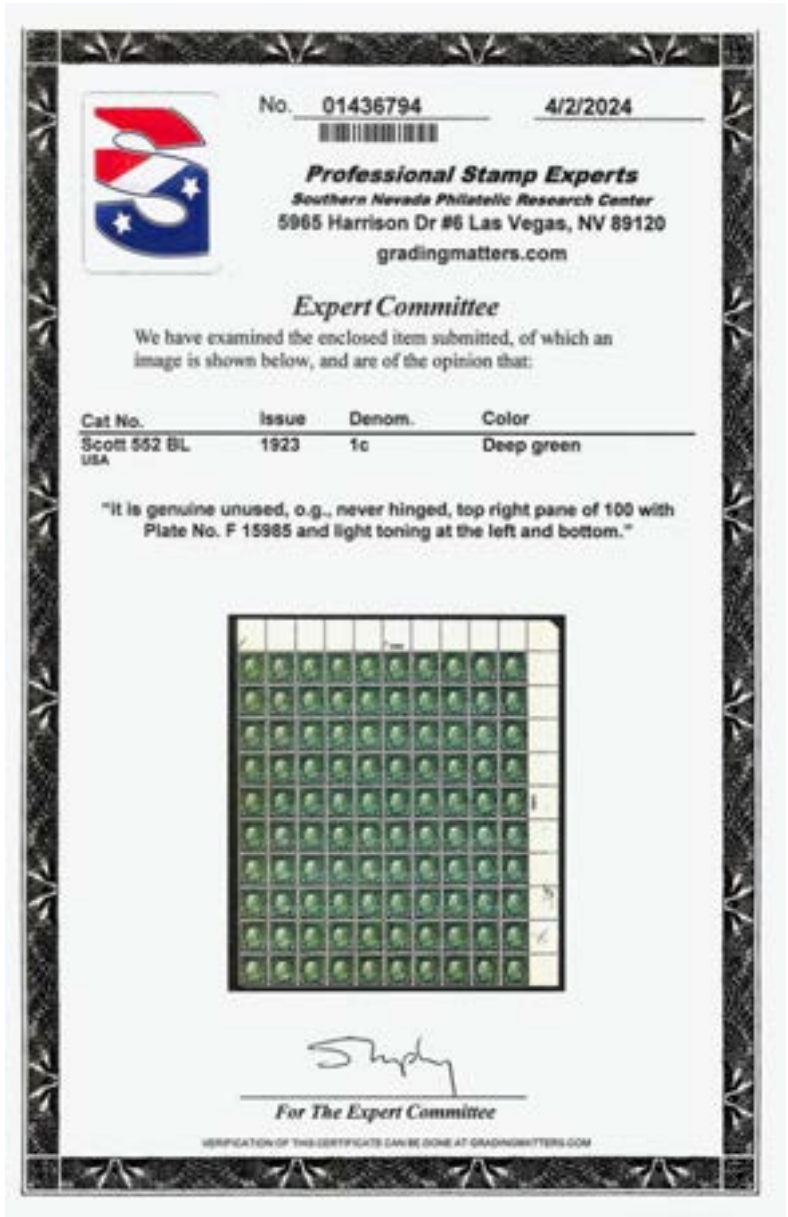 No. 01436794 4/2/2024
Professional Stamp Experts
Southern Nevada Philatelic Research Center
5965 Harrison Dr #6 Las Vegas, NV 89120
gradingmatters.com
Expert Committee
We have examined the enclosed item submitted, of which an
image is shown below, and are of the opinion that:
Cat No. Issue Denom. Color
Scott 552 BL 1923 1c Deep green
USA
"It is genuine unused, o.g., never hinged, top right pane of 100 with
Plate No. F 15985 and light toning at the left and bottom."
For The Expert Committee
VERIFICATION OF THIS CERTIFICATE CAN BE DONE AT GRADINGMATTERS.COM